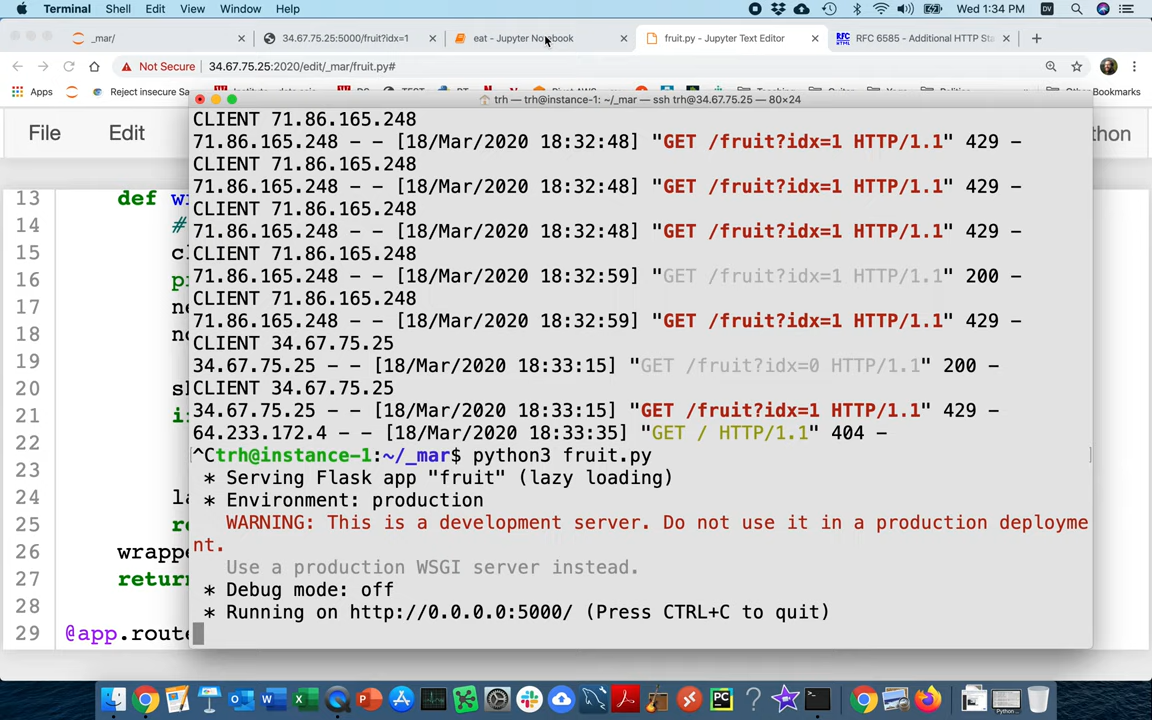 Terminal Shell Edit View Window Help Wed 1:34 PM DV
_mar/ × 34.67.75.25:5000/fruit?idx=1 × eat - Jupyter Notebook × fruit.py - Jupyter Text Editor × RFC 6585 - Additional HTTP Sta ×
Not Secure 34.67.75.25:2020/edit/_mar/fruit.py#
Apps Reject insecure Sa Bookmarks
trh — trh@instance-1: ~/_mar — ssh trh@34.67.75.25 — 80×24
File Edit thon
CLIENT 71.86.165.248
71.86.165.248 - - [18/Mar/2020 18:32:48] "GET /fruit?idx=1 HTTP/1.1" 429 -
CLIENT 71.86.165.248
71.86.165.248 - - [18/Mar/2020 18:32:48] "GET /fruit?idx=1 HTTP/1.1" 429 -
CLIENT 71.86.165.248
71.86.165.248 - - [18/Mar/2020 18:32:48] "GET /fruit?idx=1 HTTP/1.1" 429 -
CLIENT 71.86.165.248
71.86.165.248 - - [18/Mar/2020 18:32:59] "GET /fruit?idx=1 HTTP/1.1" 200 -
CLIENT 71.86.165.248
71.86.165.248 - - [18/Mar/2020 18:32:59] "GET /fruit?idx=1 HTTP/1.1" 429 -
CLIENT 34.67.75.25
34.67.75.25 - - [18/Mar/2020 18:33:15] "GET /fruit?idx=0 HTTP/1.1" 200 -
CLIENT 34.67.75.25
34.67.75.25 - - [18/Mar/2020 18:33:15] "GET /fruit?idx=1 HTTP/1.1" 429 -
64.233.172.4 - - [18/Mar/2020 18:33:35] "GET / HTTP/1.1" 404 -
^Ctrh@instance-1:~/_mar$ python3 fruit.py
* Serving Flask app "fruit" (lazy loading)
* Environment: production
WARNING: This is a development server. Do not use it in a production deployme
nt.
Use a production WSGI server instead.
* Debug mode: off
* Running on http://0.0.0.0:5000/ (Press CTRL+C to quit)
13 def w
14 #
15 cl
16 p
17 ne
18 no
19
20 sl
21 i
22
23
24 la
25 re
26 wrappe
27 return
28
29 @app.route